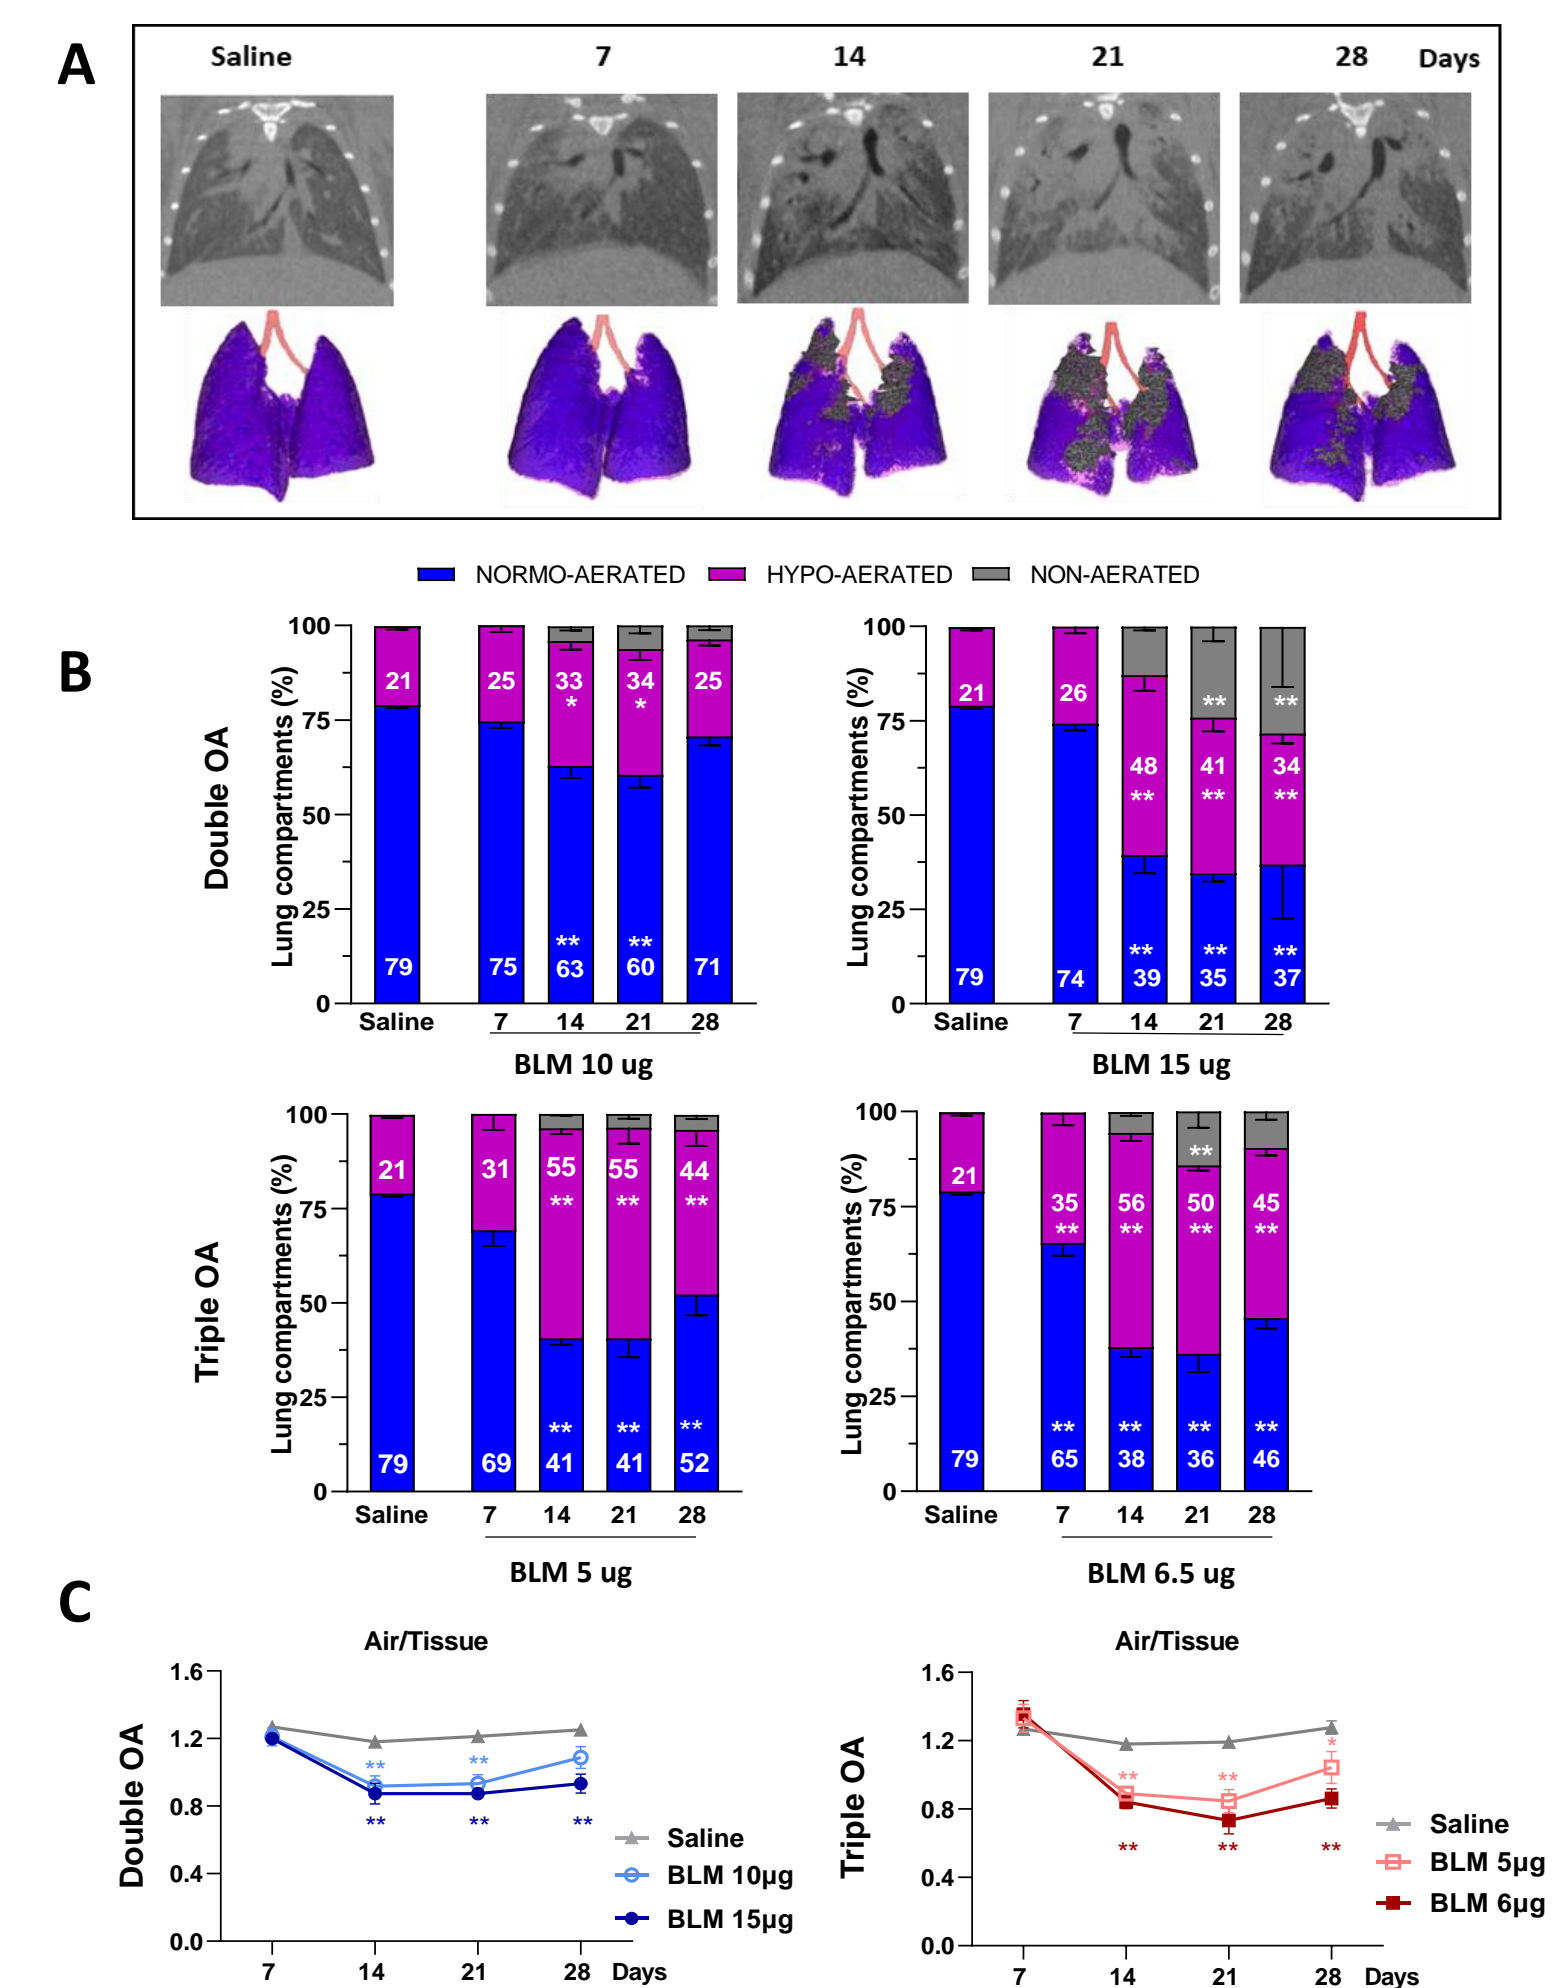 A
Saline 7 14 21 28 Days
NORMO-AERATED HYPO-AERATED NON-AERATED
B
Double OA
Lung compartments (%)
100
75
50
25
0
21 25 33 34 25
* *
** **
79 75 63 60 71
Saline 7 14 21 28
BLM 10 ug
Lung compartments (%)
100
75
50
25
0
** **
21 26 48 41 34
** ** **
** ** **
79 74 39 35 37
Saline 7 14 21 28
BLM 15 ug
Triple OA
Lung compartments (%)
100
75
50
25
0
21 31 55 55 44
** ** **
** ** **
79 69 41 41 52
Saline 7 14 21 28
BLM 5 ug
Lung compartments (%)
100
75
50
25
0
**
21 35 56 50 45
** ** ** **
** ** ** **
79 65 38 36 46
Saline 7 14 21 28
BLM 6.5 ug
C
Air/Tissue
Double OA
1.6
1.2
0.8
0.4
0.0
** **
** ** **
7 14 21 28 Days
Saline
BLM 10µg
BLM 15µg
Air/Tissue
Triple OA
1.6
1.2
0.8
0.4
0.0
** ** *
** ** **
7 14 21 28 Days
Saline
BLM 5µg
BLM 6µg